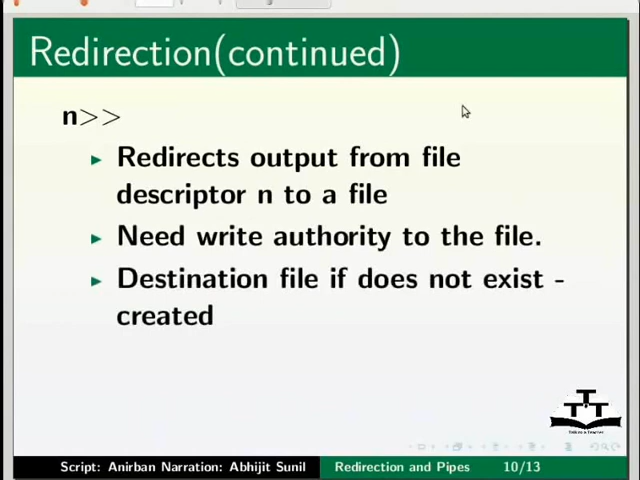 Redirection(continued)
n>>
Redirects output from file
descriptor n to a file
Need write authority to the file.
Destination file if does not exist -
created
Script: Anirban Narration: Abhijit Sunil Redirection and Pipes 10/13